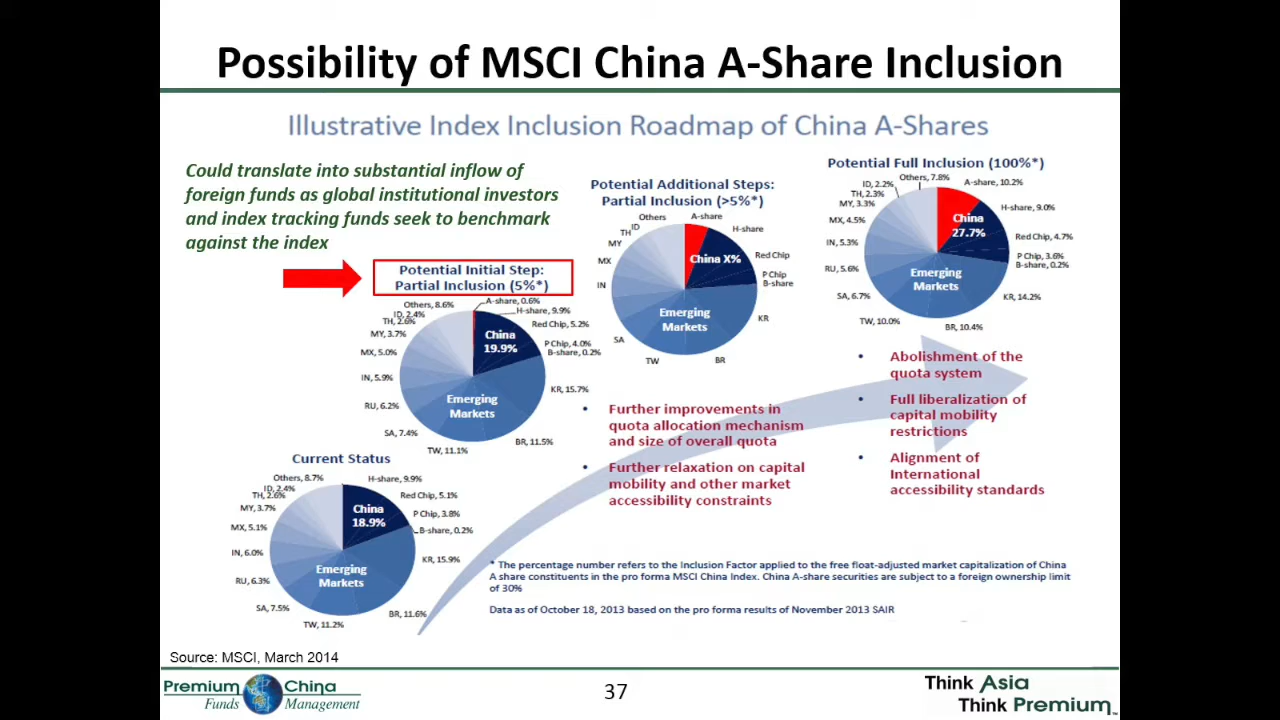 Possibility of MSCI China A-Share Inclusion
Illustrative Index Inclusion Roadmap of China A-Shares
Could translate into substantial inflow of
foreign funds as global institutional investors
and index tracking funds seek to benchmark
against the index
Potential Initial Step:
Partial Inclusion (5%*)
A-share, 0.6%
H-share, 9.9%
Red Chip, 5.2%
P Chip, 4.0%
B-share, 0.2%
KR, 15.7%
BR, 11.5%
TW, 11.1%
SA, 7.4%
RU, 6.2%
IN, 5.9%
MX, 5.0%
MY, 3.7%
TH, 2.6%
ID, 2.4%
Others, 8.6%
China
19.9%
Emerging
Markets
Potential Additional Steps:
Partial Inclusion (>5%*)
A-share
H-share
Red Chip
P Chip
B-share
KR
BR
TW
SA
IN
MX
MY
TH
ID
Others
China X%
Emerging
Markets
Potential Full Inclusion (100%*)
A-share, 10.2%
H-share, 9.0%
Red Chip, 4.7%
P Chip, 3.6%
B-share, 0.2%
KR, 14.2%
BR, 10.4%
TW, 10.0%
SA, 6.7%
RU, 5.6%
IN, 5.3%
MX, 4.5%
MY, 3.3%
TH, 2.3%
ID, 2.2%
Others, 7.8%
China
27.7%
Emerging
Markets
Current Status
H-share, 9.9%
Red Chip, 5.1%
P Chip, 3.8%
B-share, 0.2%
KR, 15.9%
BR, 11.6%
TW, 11.2%
SA, 7.5%
RU, 6.3%
IN, 6.0%
MX, 5.1%
MY, 3.7%
TH, 2.6%
ID, 2.4%
Others, 8.7%
China
18.9%
Emerging
Markets
• Further improvements in
quota allocation mechanism
and size of overall quota
• Further relaxation on capital
mobility and other market
accessibility constraints
• Abolishment of the
quota system
• Full liberalization of
capital mobility
restrictions
• Alignment of
International
accessibility standards
* The percentage number refers to the Inclusion Factor applied to the free float-adjusted market capitalization of China
A share constituents in the pro forma MSCI China Index. China A-share securities are subject to a foreign ownership limit
of 30%
Data as of October 18, 2013 based on the pro forma results of November 2013 SAIR
Source: MSCI, March 2014
Premium China
Funds Management
37
Think Asia
Think Premium™